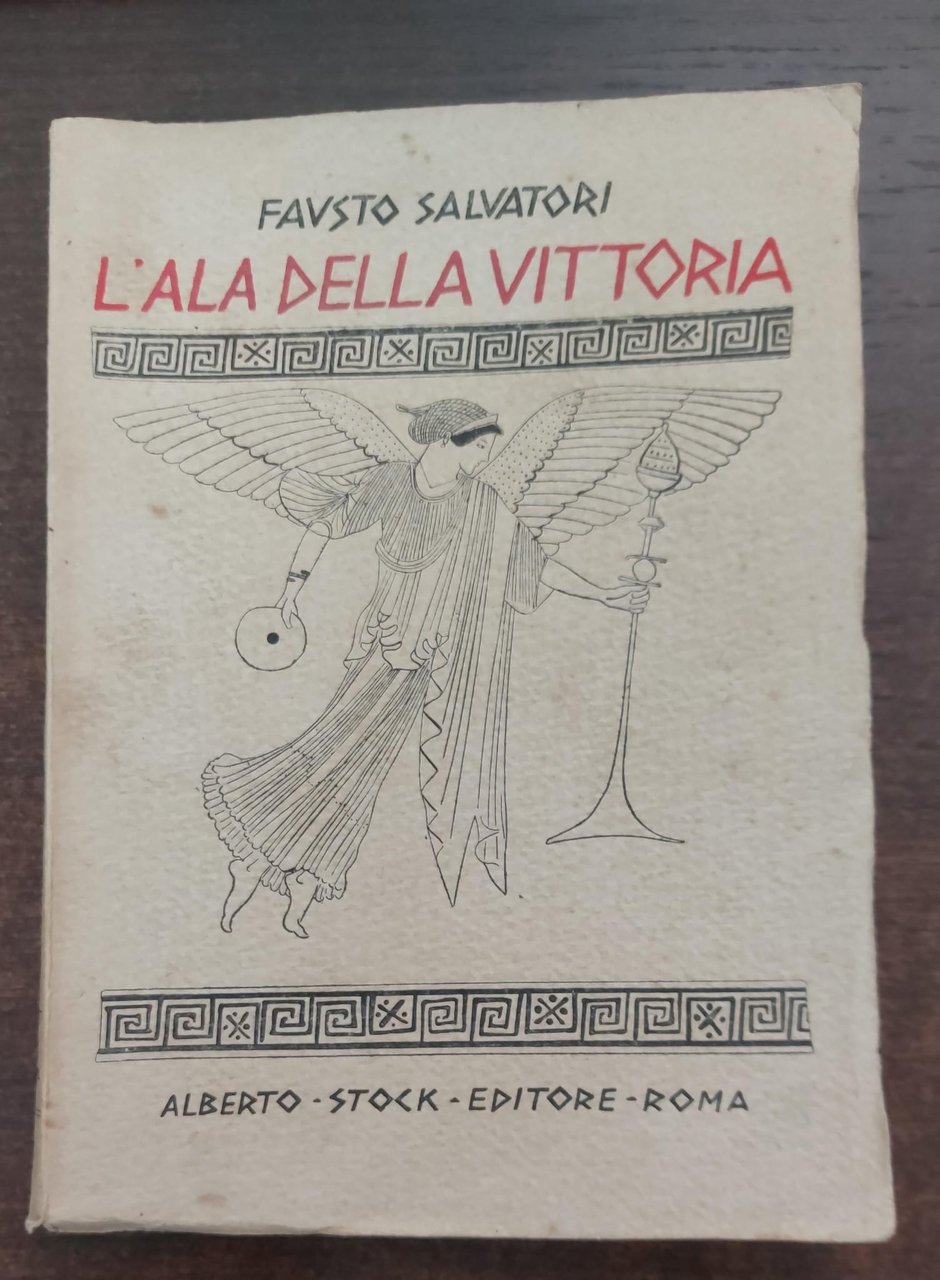 FAVSTO SALVATORI
L'ALA DELLA VITTORIA
ALBERTO - STOCK - EDITORE - ROMA